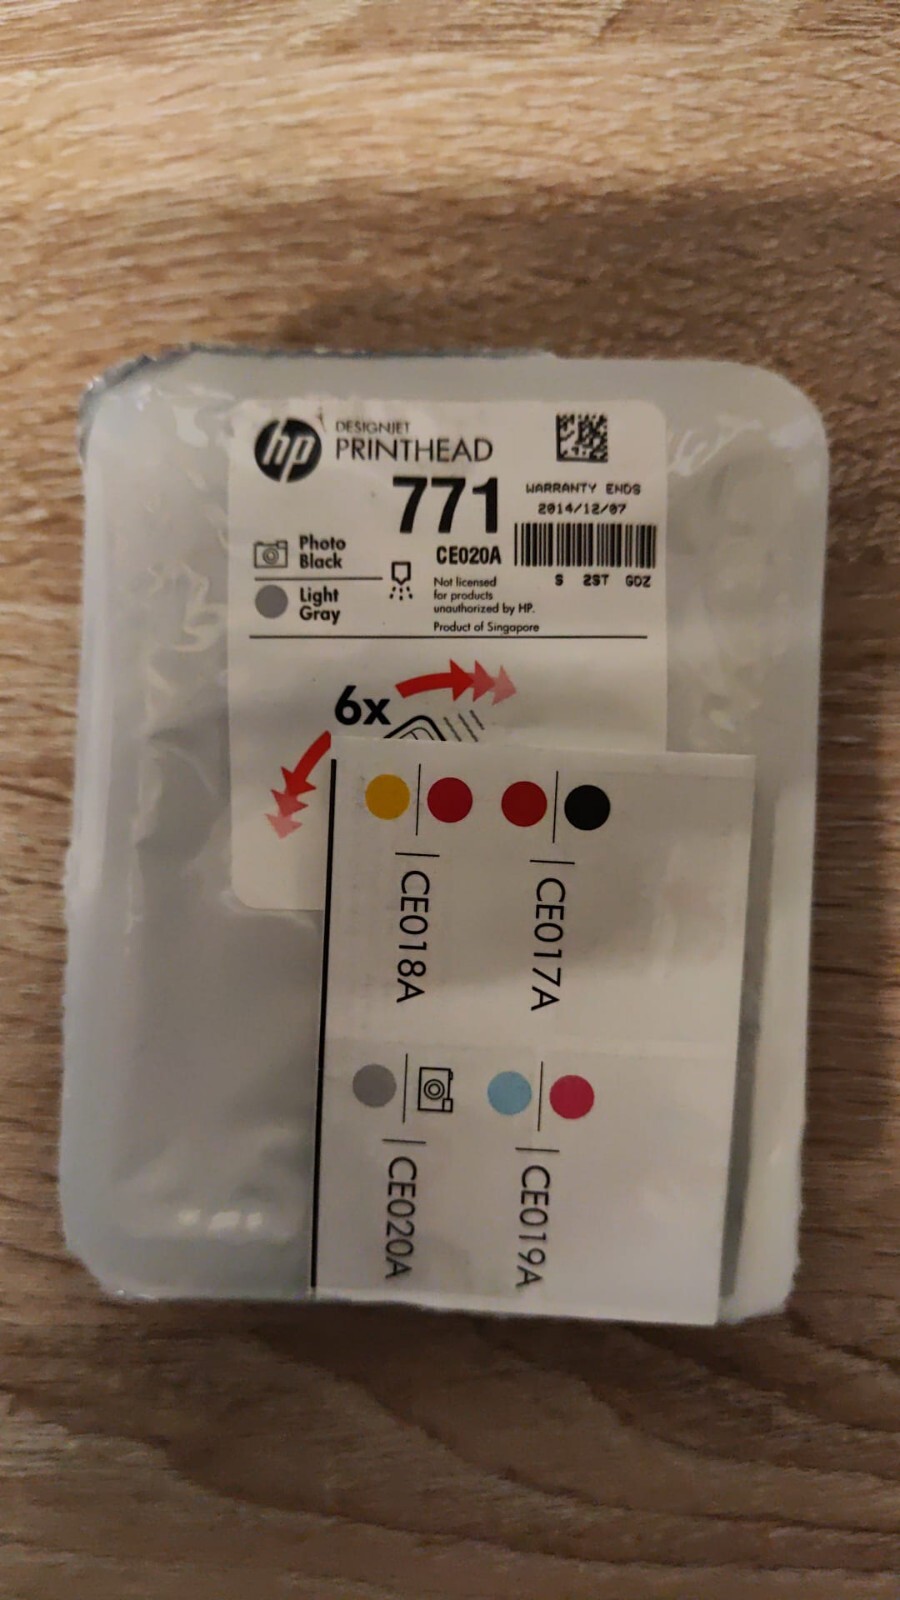 hp
DESIGNJET
PRINTHEAD
771
WARRANTY ENDS
2014/12/07
Photo
Black
CE020A
S 2ST GDZ
Light
Gray
Not licensed
for products
unauthorized by HP.
Product of Singapore
6x
CE017A
CE018A
CE019A
CE020A